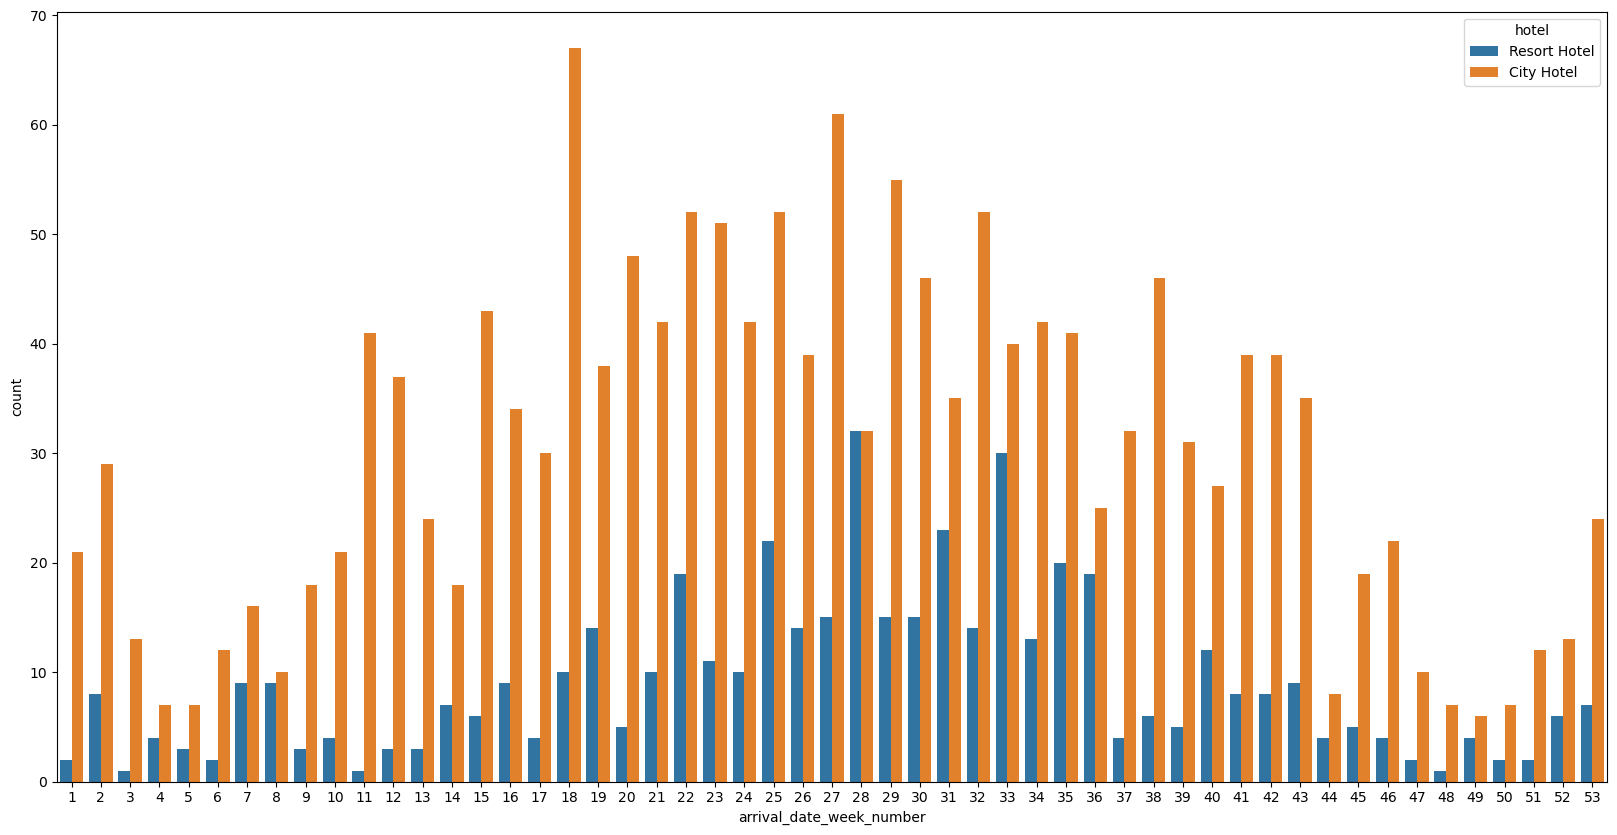 70
60
50
40
30
20
10
0
count
hotel
Resort Hotel
City Hotel
1 2 3 4 5 6 7 8 9 10 11 12 13 14 15 16 17 18 19 20 21 22 23 24 25 26 27 28 29 30 31 32 33 34 35 36 37 38 39 40 41 42 43 44 45 46 47 48 49 50 51 52 53
arrival_date_week_number